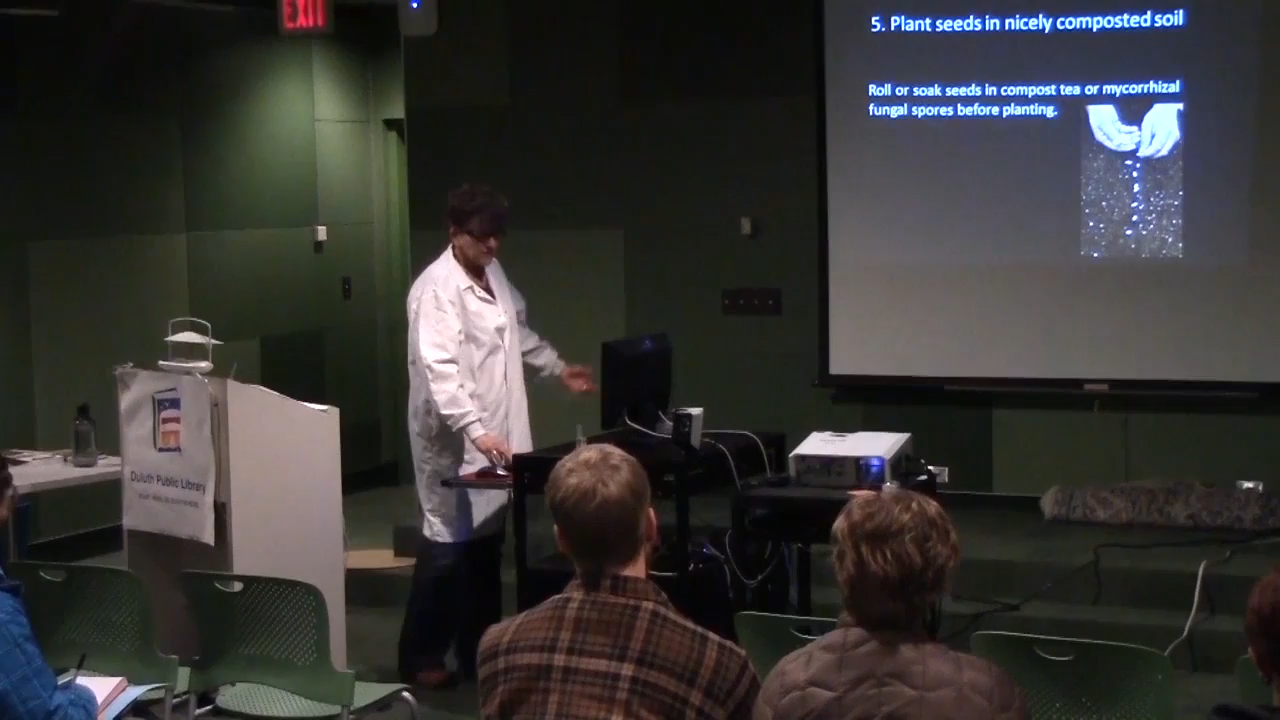 EXIT
5. Plant seeds in nicely composted soil
Roll or soak seeds in compost tea or mycorrhizal
fungal spores before planting.
Duluth Public Library